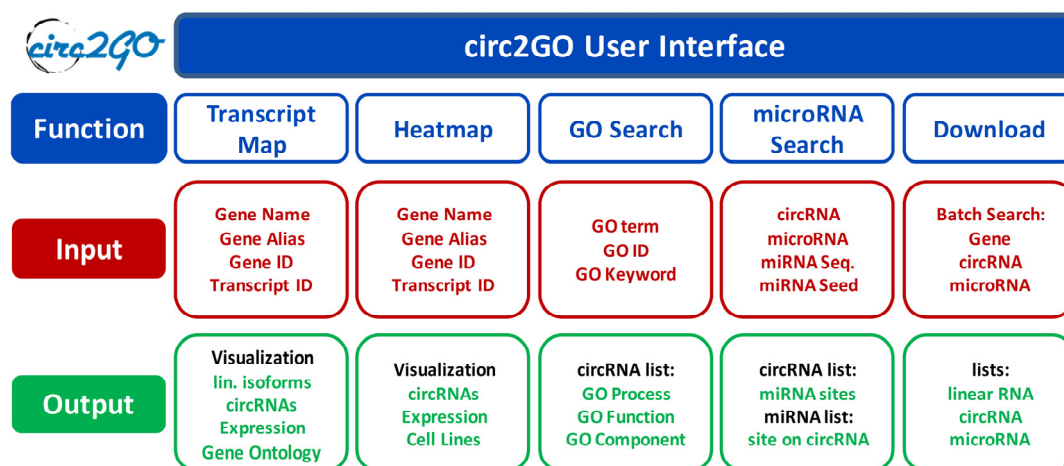 circ2GO
circ2GO User Interface
Function
Transcript
Map
Heatmap
GO Search
microRNA
Search
Download
Input
Gene Name
Gene Alias
Gene ID
Transcript ID
Gene Name
Gene Alias
Gene ID
Transcript ID
GO term
GO ID
GO Keyword
circRNA
microRNA
miRNA Seq.
miRNA Seed
Batch Search:
Gene
circRNA
microRNA
Output
Visualization
lin. isoforms
circRNAs
Expression
Gene Ontology
Visualization
circRNAs
Expression
Cell Lines
circRNA list:
GO Process
GO Function
GO Component
circRNA list:
miRNA sites
miRNA list:
site on circRNA
lists:
linear RNA
circRNA
microRNA